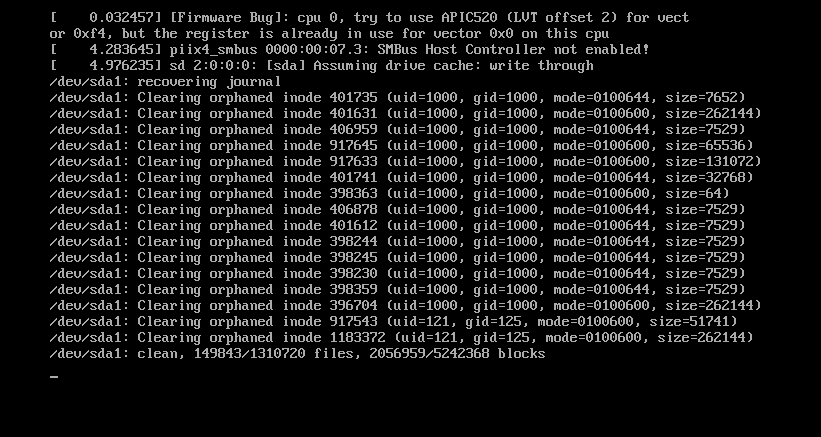 [    0.032457] [Firmware Bug]: cpu 0, try to use APIC520 (LVT offset 2) for vect
or 0xf4, but the register is already in use for vector 0x0 on this cpu
[    4.283645] piix4_smbus 0000:00:07.3: SMBus Host Controller not enabled!
[    4.976235] sd 2:0:0:0: [sda] Assuming drive cache: write through
/dev/sda1: recovering journal
/dev/sda1: Clearing orphaned inode 401735 (uid=1000, gid=1000, mode=0100644, size=7652)
/dev/sda1: Clearing orphaned inode 401631 (uid=1000, gid=1000, mode=0100600, size=262144)
/dev/sda1: Clearing orphaned inode 406959 (uid=1000, gid=1000, mode=0100644, size=7529)
/dev/sda1: Clearing orphaned inode 917645 (uid=1000, gid=1000, mode=0100600, size=65536)
/dev/sda1: Clearing orphaned inode 917633 (uid=1000, gid=1000, mode=0100600, size=131072)
/dev/sda1: Clearing orphaned inode 401741 (uid=1000, gid=1000, mode=0100644, size=32768)
/dev/sda1: Clearing orphaned inode 398363 (uid=1000, gid=1000, mode=0100600, size=64)
/dev/sda1: Clearing orphaned inode 406878 (uid=1000, gid=1000, mode=0100644, size=7529)
/dev/sda1: Clearing orphaned inode 401612 (uid=1000, gid=1000, mode=0100644, size=7529)
/dev/sda1: Clearing orphaned inode 398244 (uid=1000, gid=1000, mode=0100644, size=7529)
/dev/sda1: Clearing orphaned inode 398345 (uid=1000, gid=1000, mode=0100644, size=7529)
/dev/sda1: Clearing orphaned inode 398230 (uid=1000, gid=1000, mode=0100644, size=7529)
/dev/sda1: Clearing orphaned inode 398359 (uid=1000, gid=1000, mode=0100644, size=7529)
/dev/sda1: Clearing orphaned inode 396704 (uid=1000, gid=1000, mode=0100600, size=262144)
/dev/sda1: Clearing orphaned inode 917543 (uid=121, gid=125, mode=0100600, size=51741)
/dev/sda1: Clearing orphaned inode 1183372 (uid=121, gid=125, mode=0100600, size=262144)
/dev/sda1: clean, 149843/1310720 files, 2056959/5242368 blocks
_